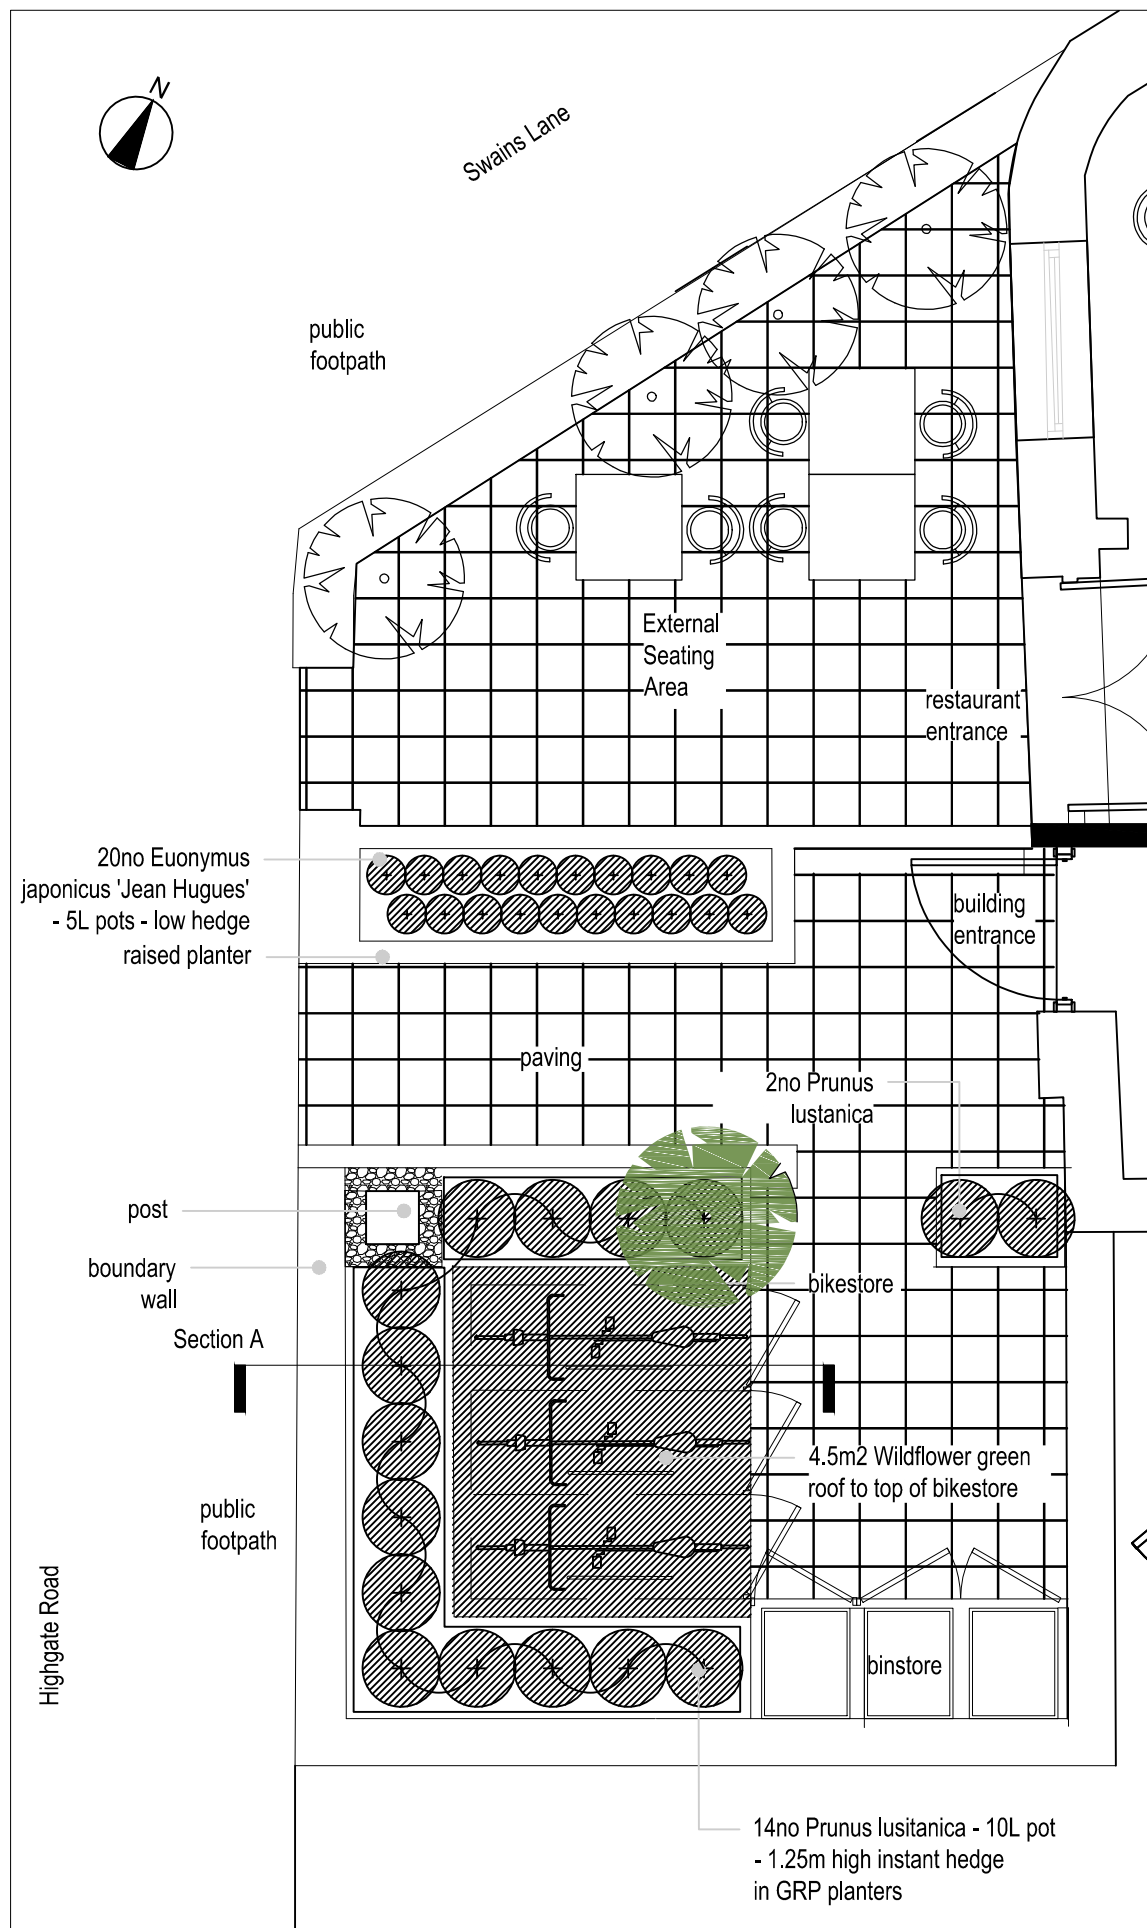 N
Swains Lane
public
footpath
External
Seating
Area
restaurant
entrance
20no Euonymus
japonicus 'Jean Hugues'
- 5L pots - low hedge
raised planter
building
entrance
paving
2no Prunus
lustanica
post
boundary
wall
bikestore
Section A
4.5m2 Wildflower green
roof to top of bikestore
public
footpath
Highgate Road
binstore
14no Prunus lusitanica - 10L pot
- 1.25m high instant hedge
in GRP planters